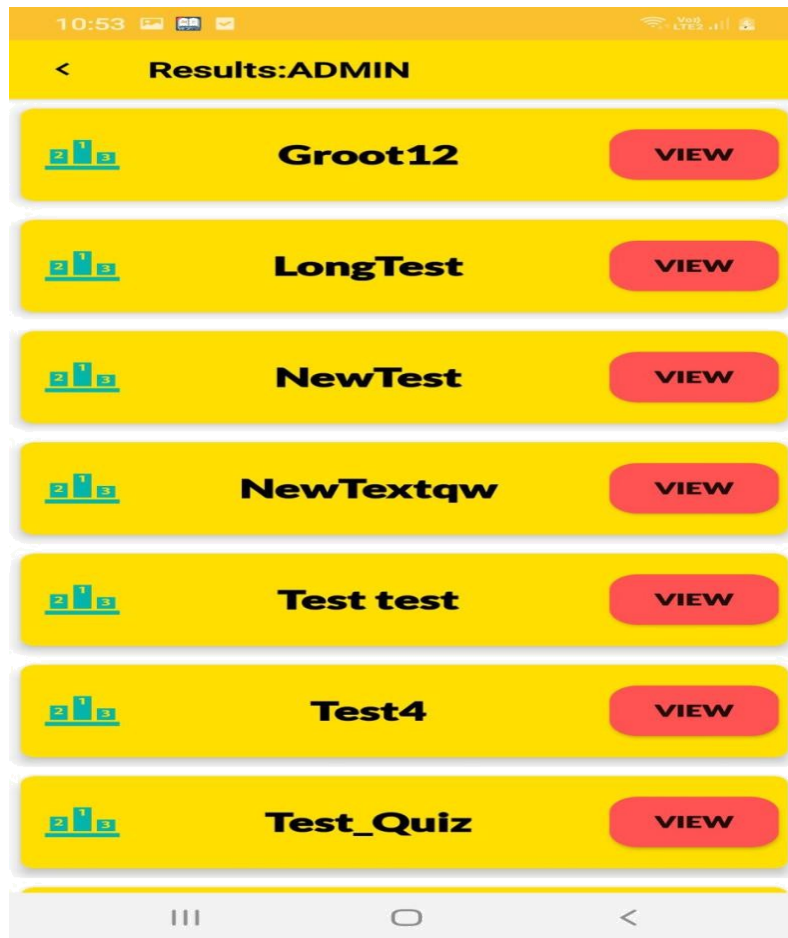 10:53 Vo) LTE2
< Results:ADMIN
2 1 3 Groot12 VIEW
2 1 3 LongTest VIEW
2 1 3 NewTest VIEW
2 1 3 NewTextqw VIEW
2 1 3 Test test VIEW
2 1 3 Test4 VIEW
2 1 3 Test_Quiz VIEW